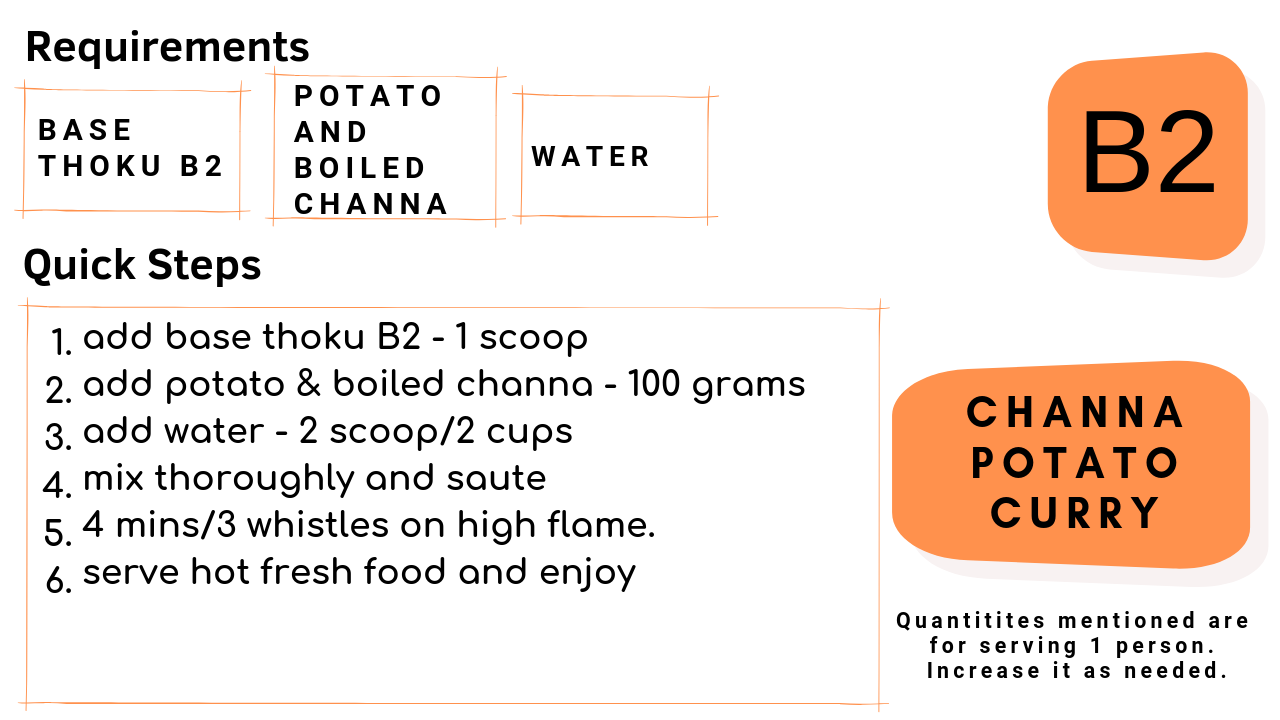 Requirements
BASE
THOKU B2
POTATO
AND
BOILED
CHANNA
WATER
B2
Quick Steps
1. add base thoku B2 - 1 scoop
2. add potato & boiled channa - 100 grams
3. add water - 2 scoop/2 cups
4. mix thoroughly and saute
5. 4 mins/3 whistles on high flame.
6. serve hot fresh food and enjoy
CHANNA
POTATO
CURRY
Quantitites mentioned are
for serving 1 person.
Increase it as needed.